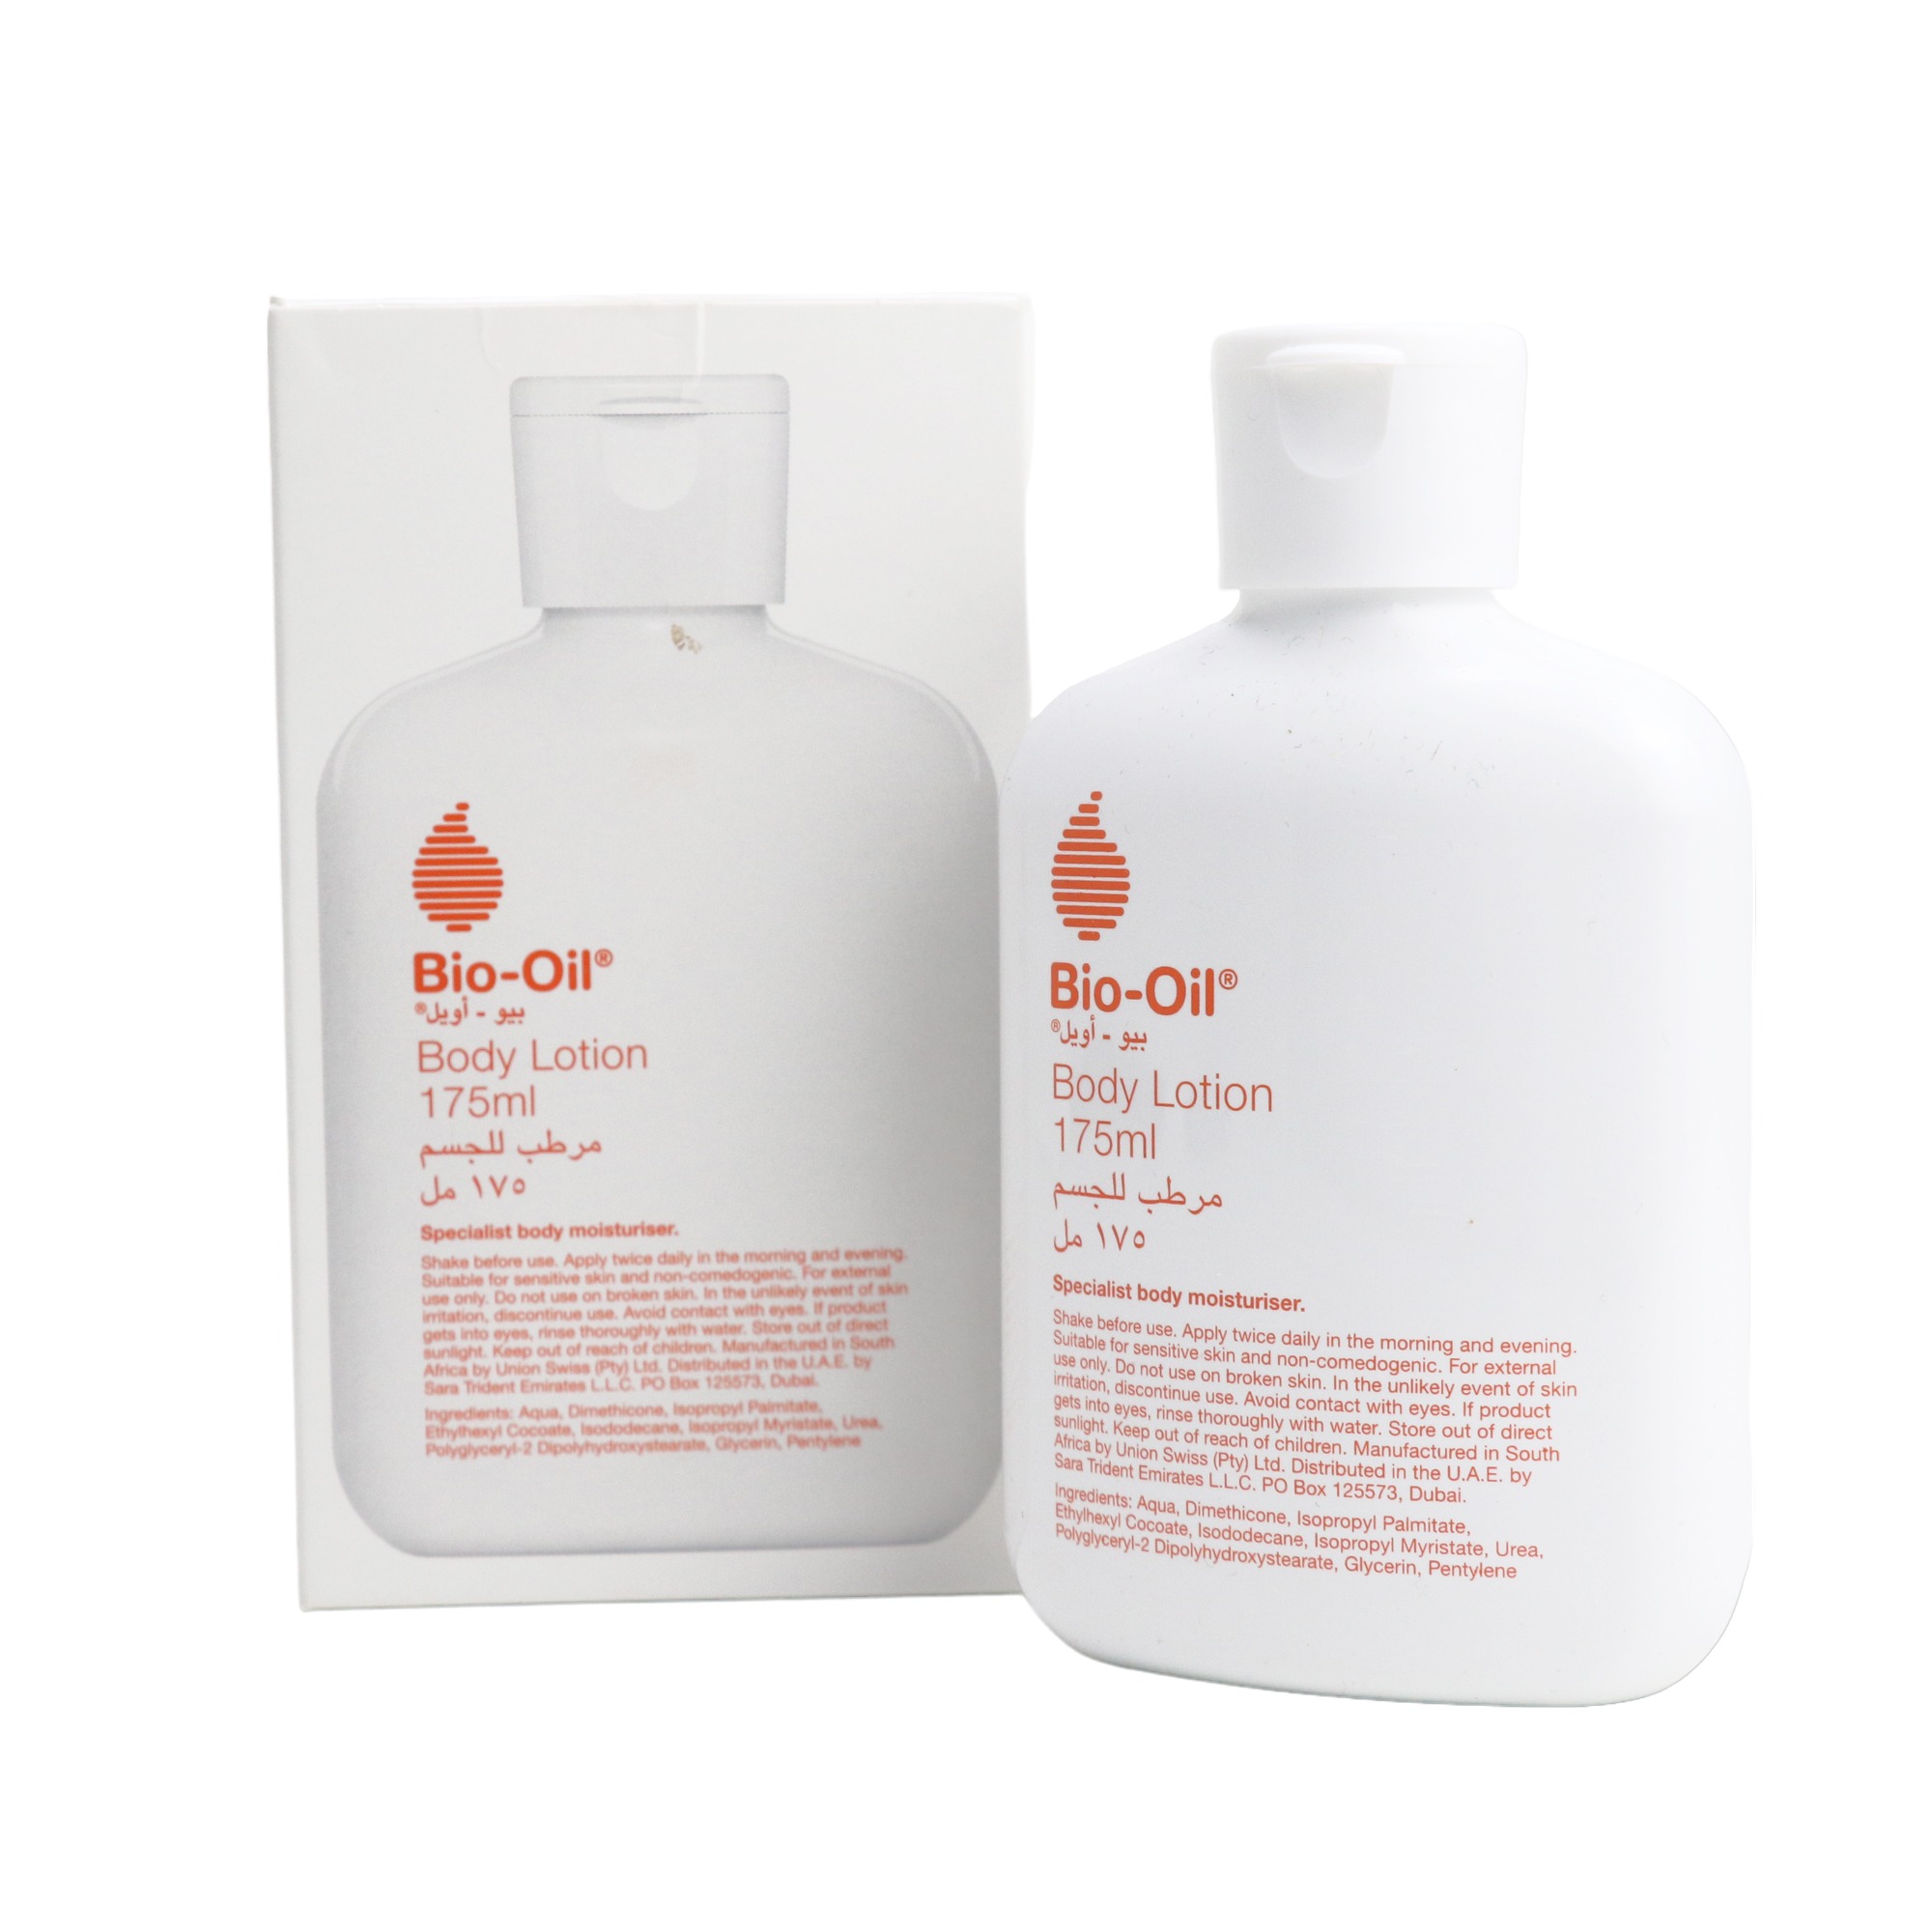 Bio-Oil®
بيو - أويل®
Body Lotion
175ml
مرطب للجسم
١٧٥ مل
Specialist body moisturiser.
Shake before use. Apply twice daily in the morning and evening.
Suitable for sensitive skin and non-comedogenic. For external
use only. Do not use on broken skin. In the unlikely event of skin
irritation, discontinue use. Avoid contact with eyes. If product
gets into eyes, rinse thoroughly with water. Store out of direct
sunlight. Keep out of reach of children. Manufactured in South
Africa by Union Swiss (Pty) Ltd. Distributed in the U.A.E. by
Sara Trident Emirates L.L.C. PO Box 125573, Dubai.
Ingredients: Aqua, Dimethicone, Isopropyl Palmitate,
Ethylhexyl Cocoate, Isododecane, Isopropyl Myristate, Urea,
Polyglyceryl-2 Dipolyhydroxystearate, Glycerin, Pentylene
Bio-Oil®
بيو - أويل®
Body Lotion
175ml
مرطب للجسم
١٧٥ مل
Specialist body moisturiser.
Shake before use. Apply twice daily in the morning and evening.
Suitable for sensitive skin and non-comedogenic. For external
use only. Do not use on broken skin. In the unlikely event of skin
irritation, discontinue use. Avoid contact with eyes. If product
gets into eyes, rinse thoroughly with water. Store out of direct
sunlight. Keep out of reach of children. Manufactured in South
Africa by Union Swiss (Pty) Ltd. Distributed in the U.A.E. by
Sara Trident Emirates L.L.C. PO Box 125573, Dubai.
Ingredients: Aqua, Dimethicone, Isopropyl Palmitate,
Ethylhexyl Cocoate, Isododecane, Isopropyl Myristate, Urea,
Polyglyceryl-2 Dipolyhydroxystearate, Glycerin, Pentylene